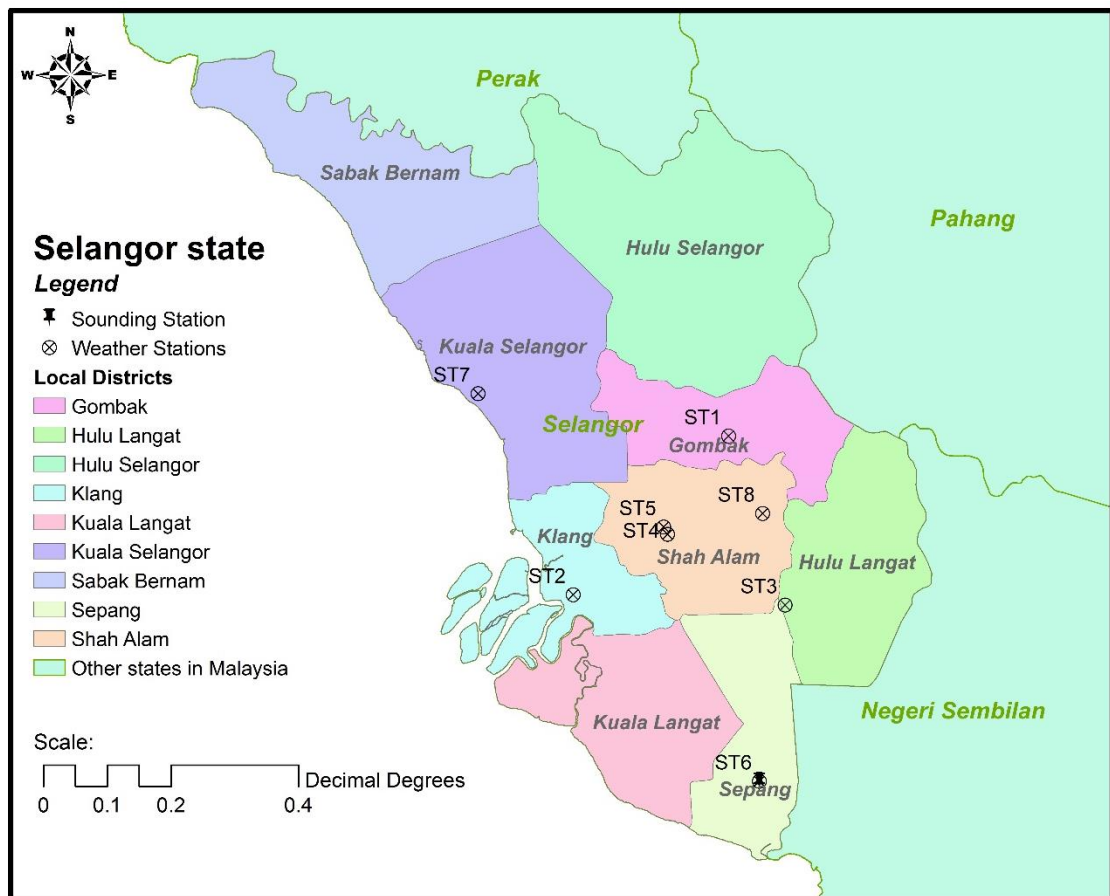 N
W E
S
Perak
Sabak Bernam
Pahang
Hulu Selangor
Selangor state
Legend
Sounding Station
Weather Stations
Local Districts
Gombak
Hulu Langat
Hulu Selangor
Klang
Kuala Langat
Kuala Selangor
Sabak Bernam
Sepang
Shah Alam
Other states in Malaysia
Kuala Selangor
ST7
Selangor
ST1
Gombak
ST5
ST8
ST4
Klang
Shah Alam
Hulu Langat
ST2
ST3
Kuala Langat
Negeri Sembilan
ST6
Sepang
Scale:
Decimal Degrees
0 0.1 0.2 0.4